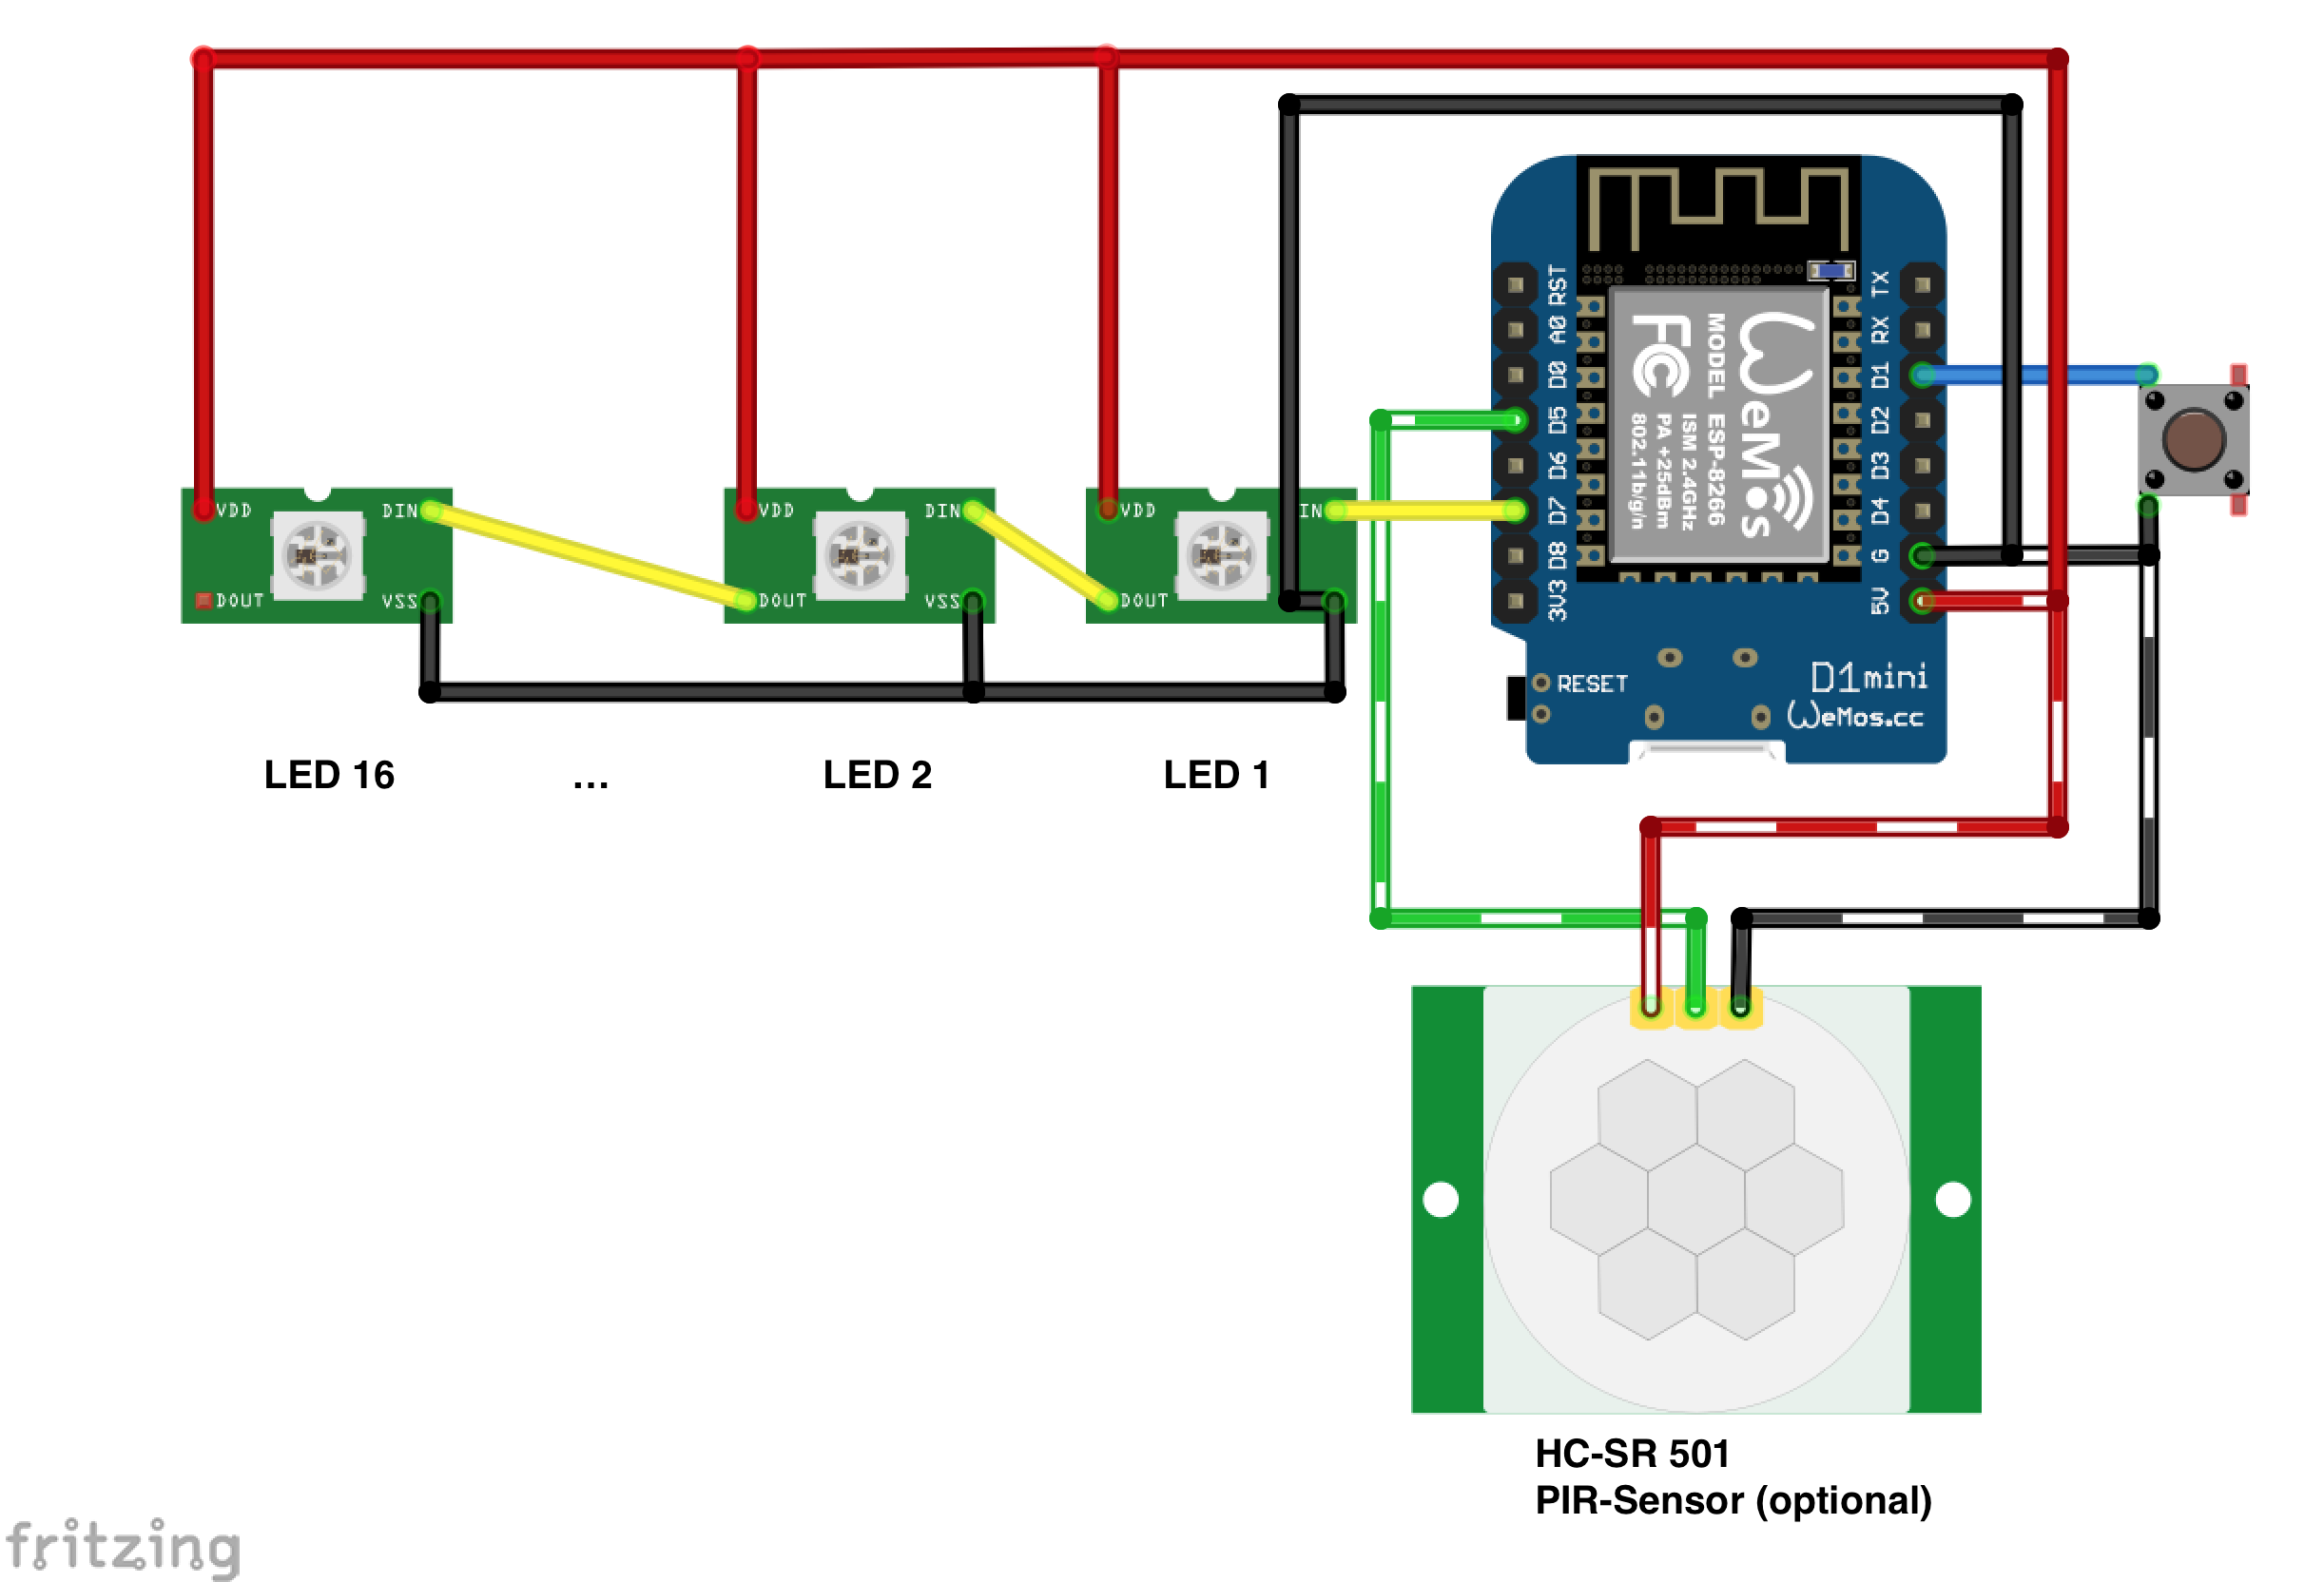 VDD
DIN
DOUT
VSS
VDD
DIN
DOUT
VSS
VDD
IN
DOUT
LED 16
...
LED 2
LED 1
RST
A0
D0
D5
D6
D7
D8
3V3
TX
RX
D1
D2
D3
D4
G
5V
WeMos
FC
MODEL ESP-8266
ISM 2.4GHz
PA +25dBm
802.11b/g/n
RESET
D1mini
WeMos.cc
HC-SR 501
PIR-Sensor (optional)
fritzing